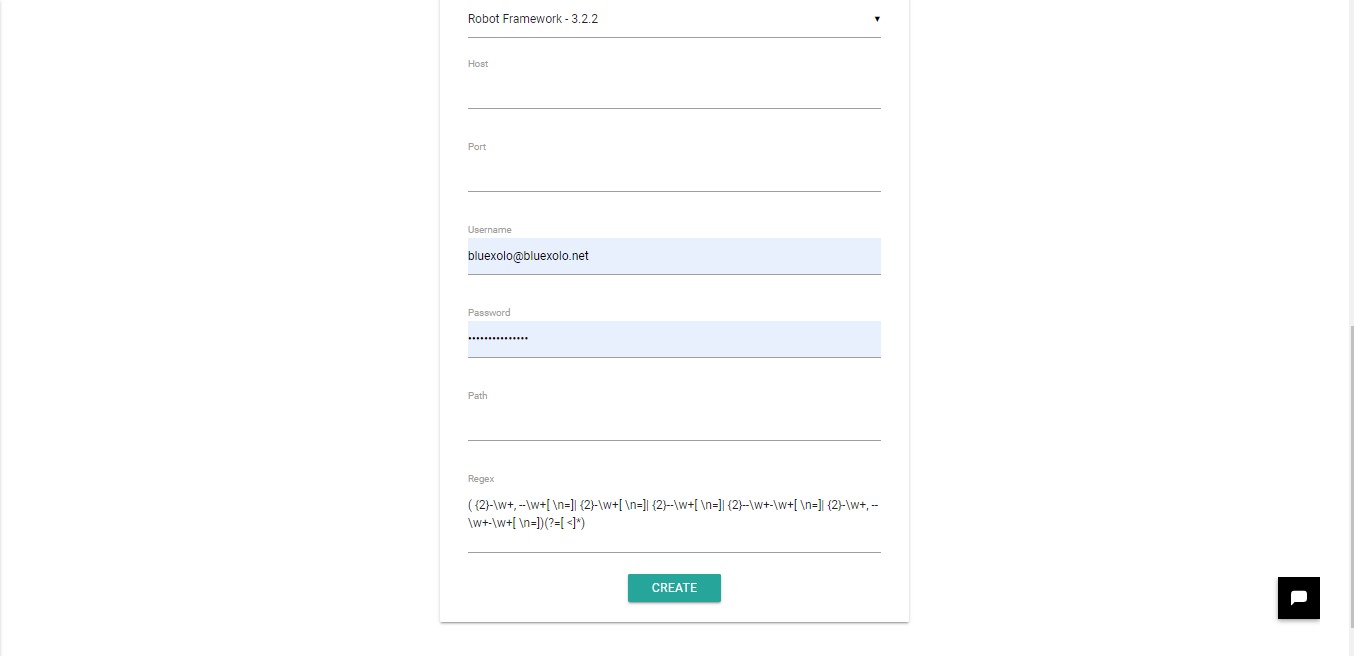 Robot Framework - 3.2.2
Host
Port
Username
bluexolo@bluexolo.net
Password
•••••••••••••••
Path
Regex
( {2}-\w+, --\w+[ \n=]| {2}-\w+[ \n=]| {2}--\w+[ \n=]| {2}--\w+-\w+[ \n=]| {2}-\w+, --
\w+-\w+[ \n=])(?=[ <]*)
CREATE